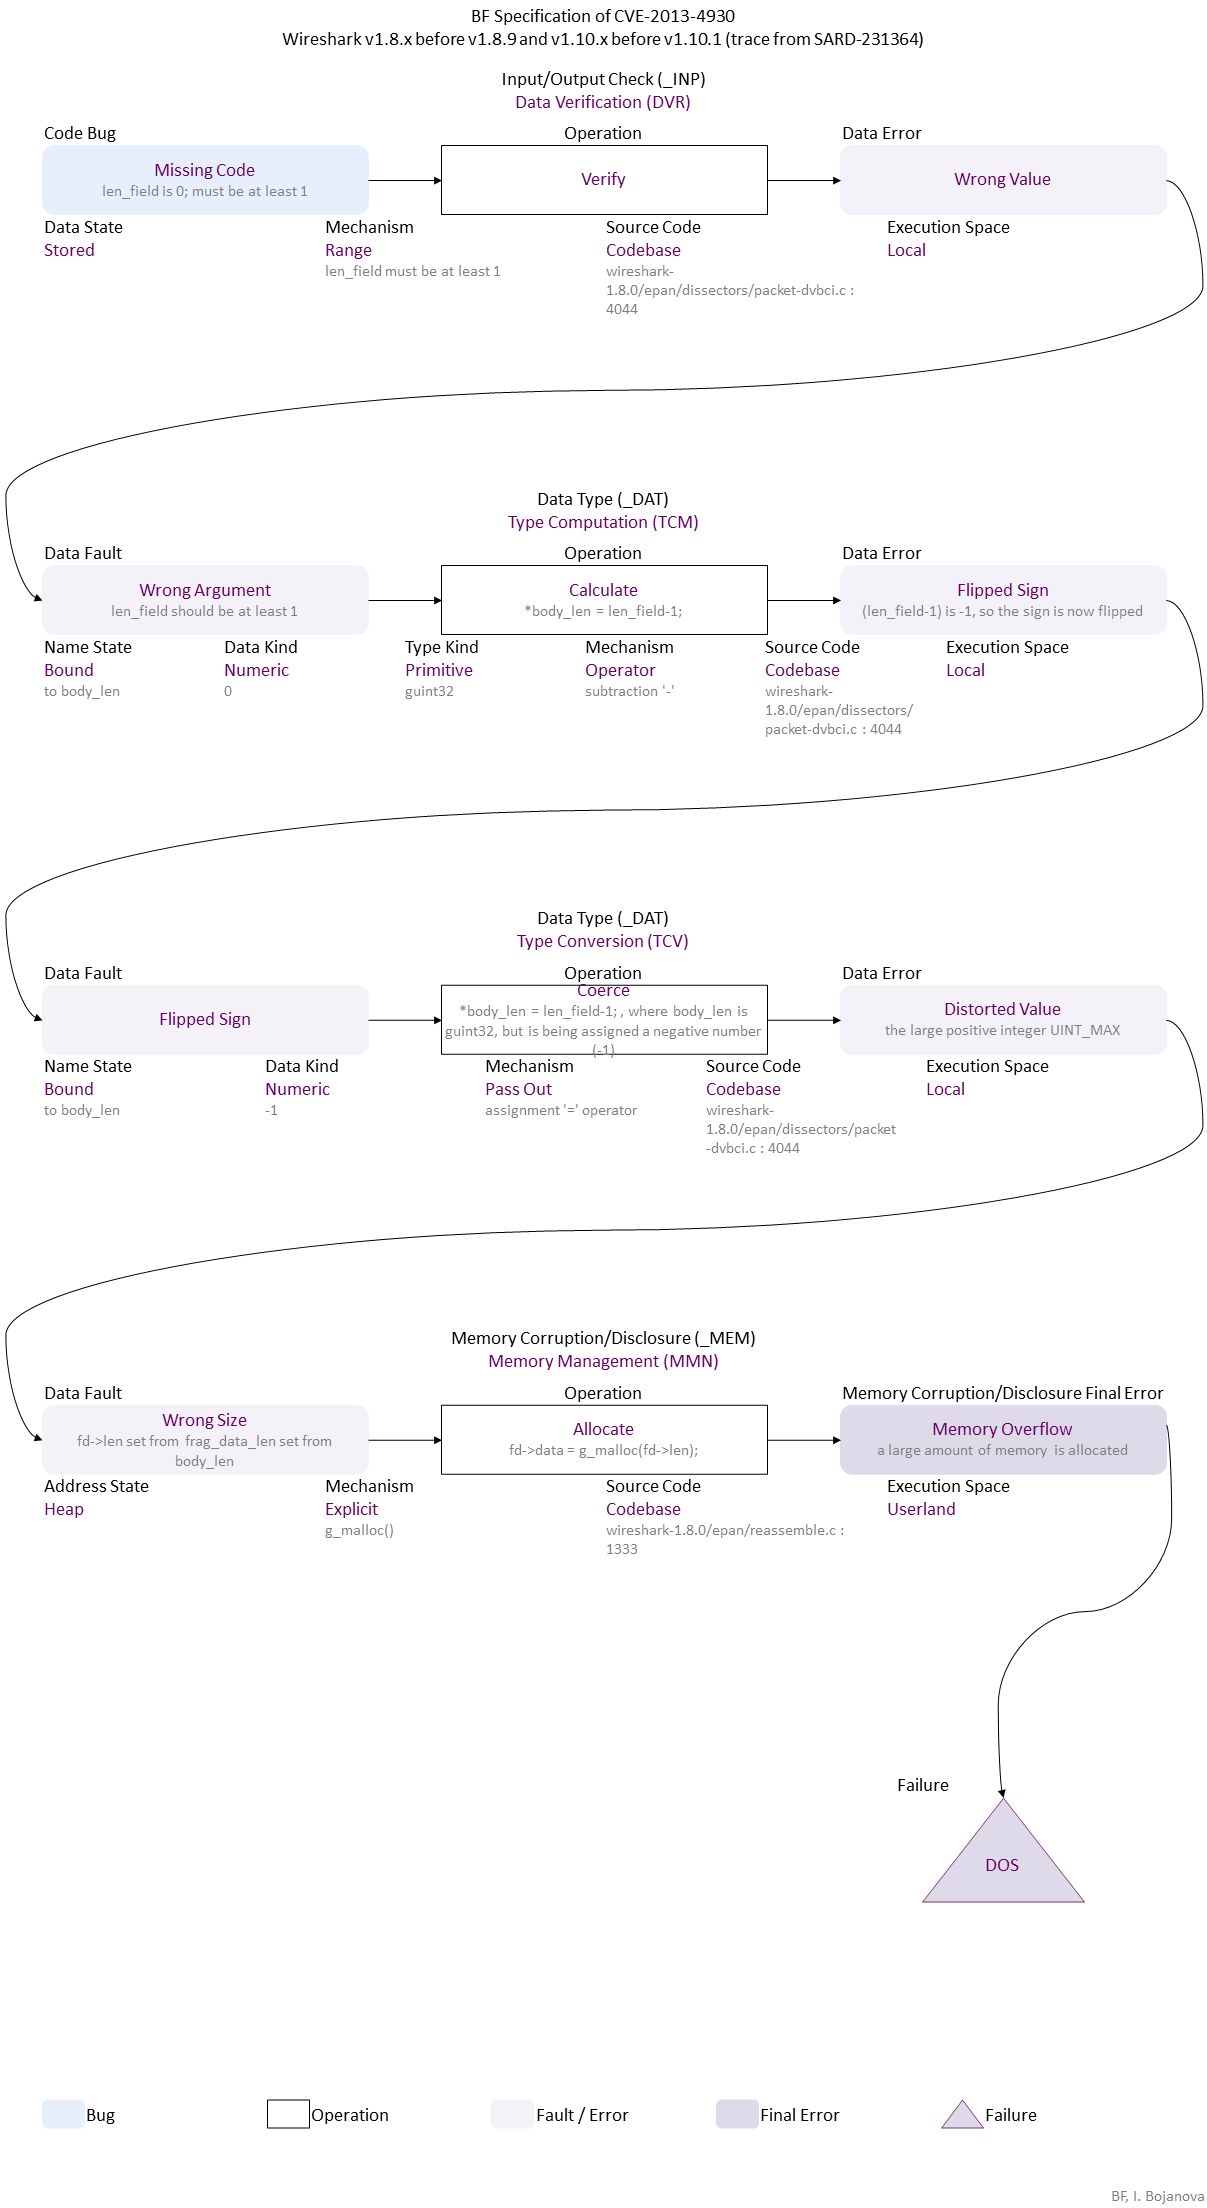 BF Specification of CVE-2013-4930
Wireshark v1.8.x before v1.8.9 and v1.10.x before v1.10.1 (trace from SARD-231364)
Input/Output Check (_INP)
Data Verification (DVR)
Code Bug
Operation
Data Error
Missing Code
len_field is 0; must be at least 1
Verify
Wrong Value
Data State
Mechanism
Source Code
Execution Space
Stored
Range
Codebase
Local
len_field must be at least 1
wireshark-
1.8.0/epan/dissectors/packet-dvbci.c :
4044
Data Type (_DAT)
Type Computation (TCM)
Data Fault
Operation
Data Error
Wrong Argument
len_field should be at least 1
Calculate
*body_len = len_field-1;
Flipped Sign
(len_field-1) is -1, so the sign is now flipped
Name State
Data Kind
Type Kind
Mechanism
Source Code
Execution Space
Bound
Numeric
Primitive
Operator
Codebase
Local
to body_len
0
guint32
subtraction '-'
wireshark-
1.8.0/epan/dissectors/
packet-dvbci.c : 4044
Data Type (_DAT)
Type Conversion (TCV)
Data Fault
Operation
Data Error
Flipped Sign
Coerce
*body_len = len_field-1; , where body_len is
guint32, but is being assigned a negative number
(-1)
Distorted Value
the large positive integer UINT_MAX
Name State
Data Kind
Mechanism
Source Code
Execution Space
Bound
Numeric
Pass Out
Codebase
Local
to body_len
-1
assignment '=' operator
wireshark-
1.8.0/epan/dissectors/packet
-dvbci.c : 4044
Memory Corruption/Disclosure (_MEM)
Memory Management (MMN)
Data Fault
Operation
Memory Corruption/Disclosure Final Error
Wrong Size
fd->len set from frag_data_len set from
body_len
Allocate
fd->data = g_malloc(fd->len);
Memory Overflow
a large amount of memory is allocated
Address State
Mechanism
Source Code
Execution Space
Heap
Explicit
Codebase
Userland
g_malloc()
wireshark-1.8.0/epan/reassemble.c :
1333
Failure
DOS
Bug
Operation
Fault / Error
Final Error
Failure
BF, I. Bojanova